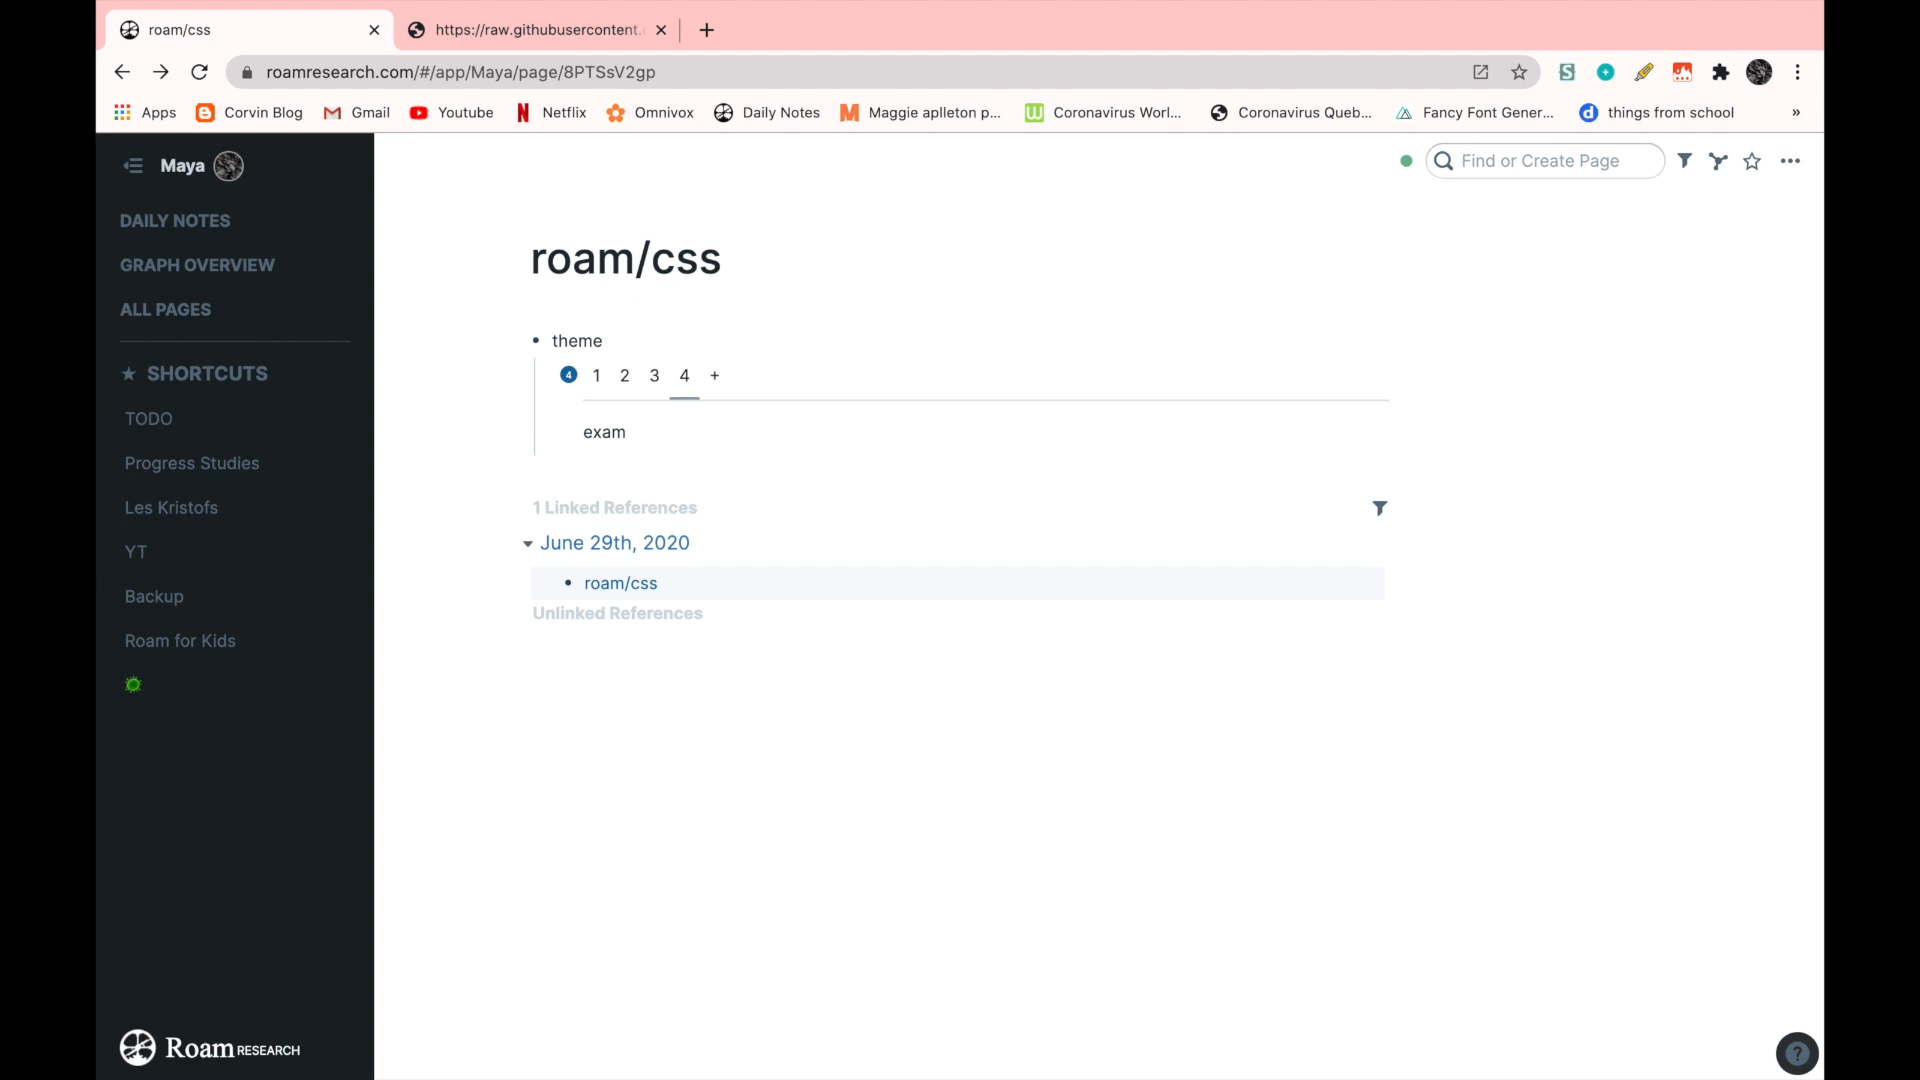 roam/css
https://raw.githubusercontent.
roamresearch.com/#/app/Maya/page/8PTSsV2gp
Apps
Corvin Blog
Gmail
Youtube
Netflix
Omnivox
Daily Notes
Maggie aplleton p...
Coronavirus Worl...
Coronavirus Queb...
Fancy Font Gener...
things from school
»
Maya
Find or Create Page
DAILY NOTES
GRAPH OVERVIEW
ALL PAGES
SHORTCUTS
TODO
Progress Studies
Les Kristofs
YT
Backup
Roam for Kids
roam/css
theme
4 1 2 3 4 +
exam
1 Linked References
June 29th, 2020
roam/css
Unlinked References
Roam RESEARCH
?